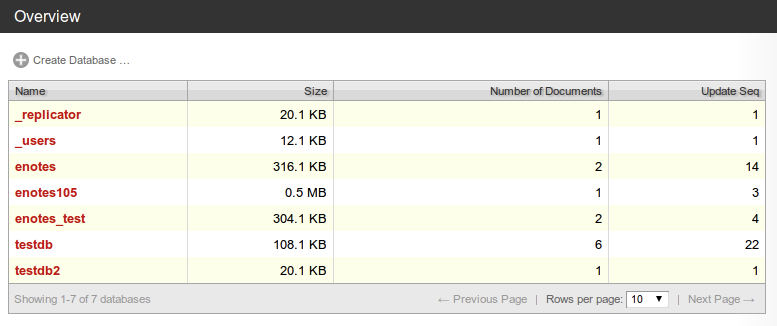 Overview
Create Database ...
Name Size Number of Documents Update Seq
_replicator 20.1 KB 1 1
_users 12.1 KB 1 1
enotes 316.1 KB 2 14
enotes105 0.5 MB 1 3
enotes_test 304.1 KB 2 4
testdb 108.1 KB 6 22
testdb2 20.1 KB 1 1
Showing 1-7 of 7 databases ← Previous Page | Rows per page: 10 | Next Page →